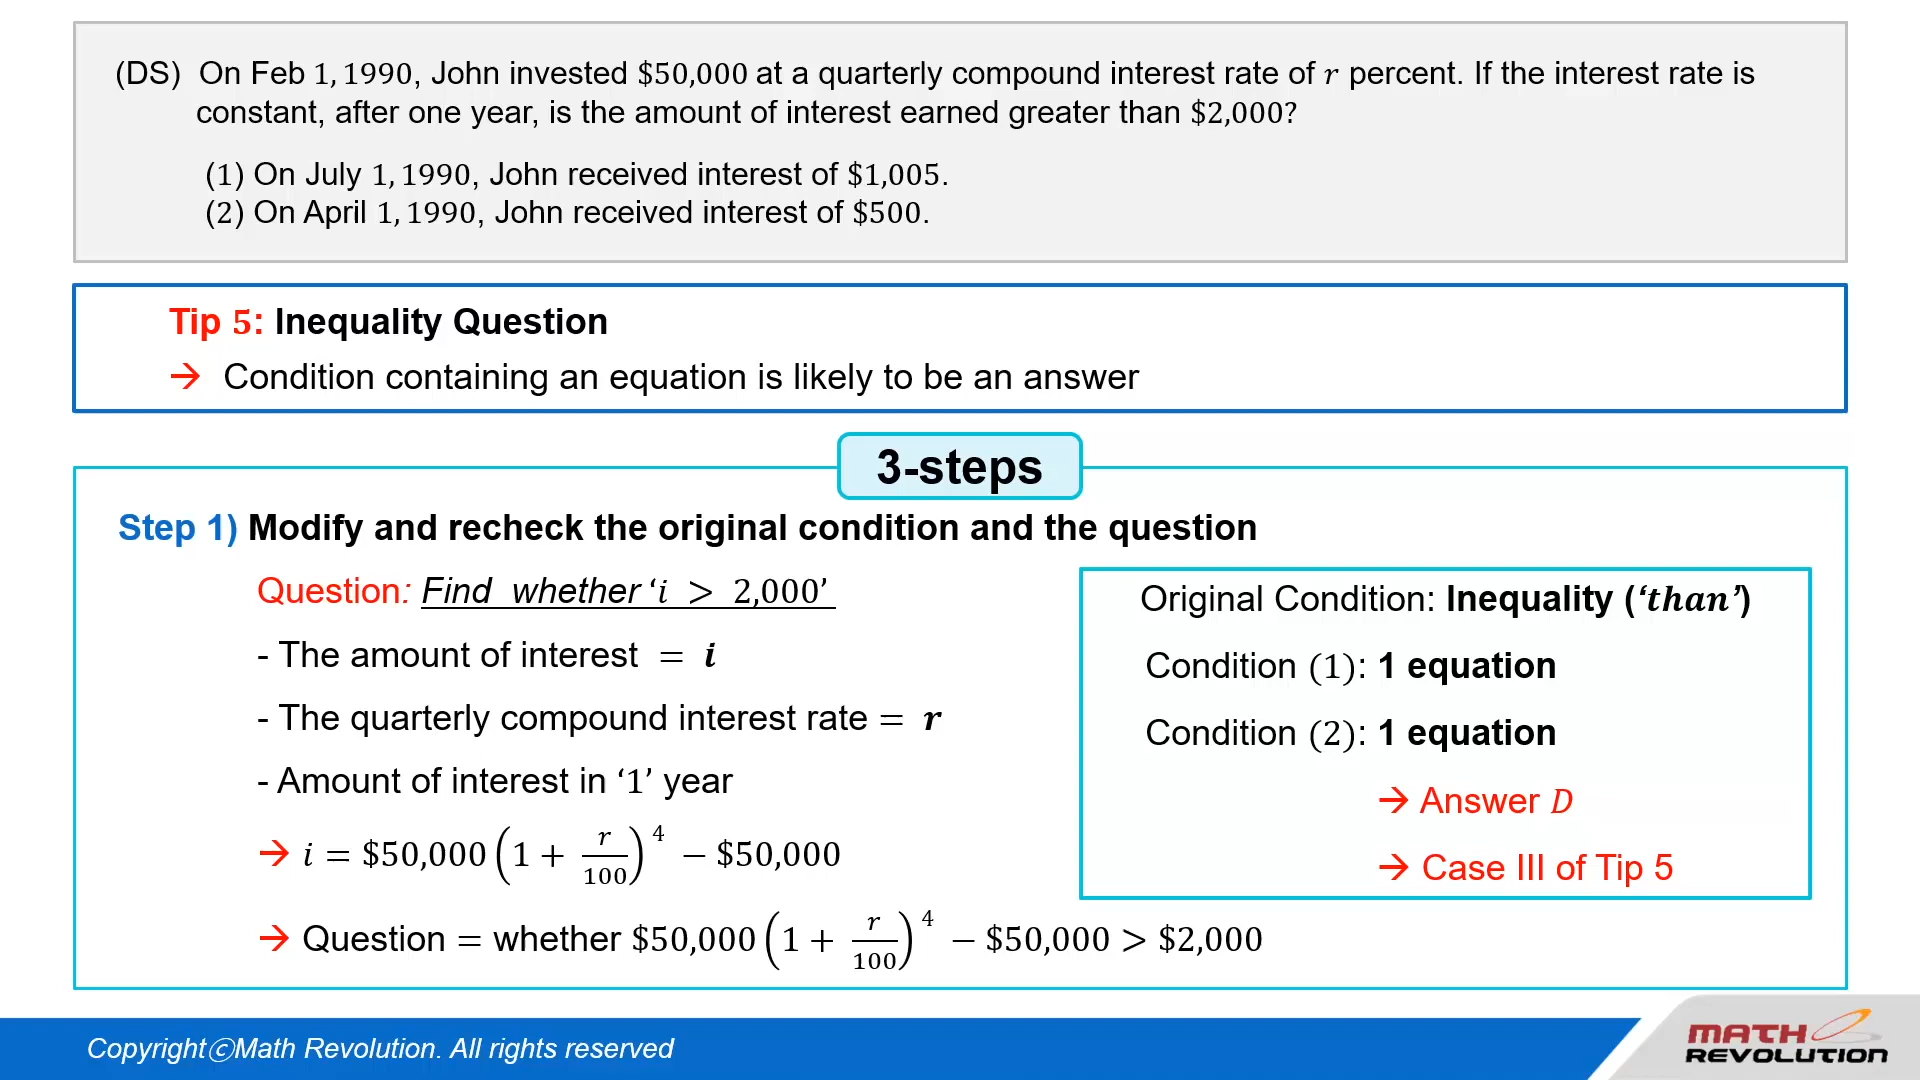 (DS) On Feb 1, 1990, John invested $50,000 at a quarterly compound interest rate of r percent. If the interest rate is
constant, after one year, is the amount of interest earned greater than $2,000?
(1) On July 1, 1990, John received interest of $1,005.
(2) On April 1, 1990, John received interest of $500.
Tip 5: Inequality Question
→ Condition containing an equation is likely to be an answer
3-steps
Step 1) Modify and recheck the original condition and the question
Question: Find whether ‘i > 2,000’
- The amount of interest = i
- The quarterly compound interest rate = r
- Amount of interest in ‘1’ year
→ i = $50,000(1 + r/100)^4 − $50,000
→ Question = whether $50,000(1 + r/100)^4 − $50,000 > $2,000
Original Condition: Inequality (‘than’)
Condition (1): 1 equation
Condition (2): 1 equation
→ Answer D
→ Case III of Tip 5
CopyrightⓒMath Revolution. All rights reserved
MATH
REVOLUTION